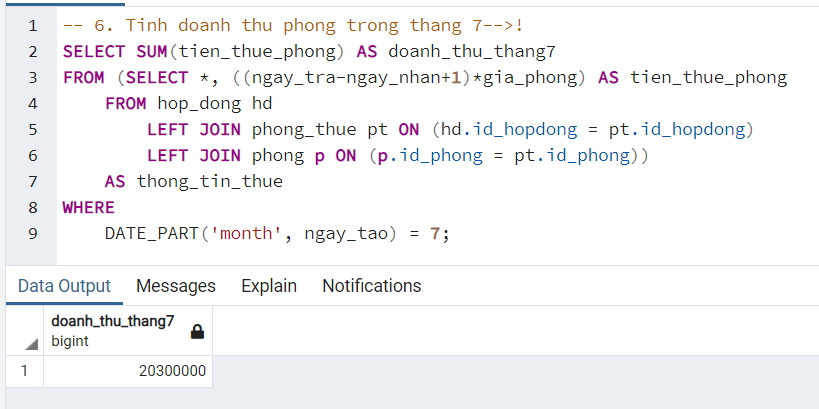 1 -- 6. Tinh doanh thu phong trong thang 7-->!
2 SELECT SUM(tien_thue_phong) AS doanh_thu_thang7
3 FROM (SELECT *, ((ngay_tra-ngay_nhan+1)*gia_phong) AS tien_thue_phong
4 FROM hop_dong hd
5 LEFT JOIN phong_thue pt ON (hd.id_hopdong = pt.id_hopdong)
6 LEFT JOIN phong p ON (p.id_phong = pt.id_phong))
7 AS thong_tin_thue
8 WHERE
9 DATE_PART('month', ngay_tao) = 7;
Data Output Messages Explain Notifications
doanh_thu_thang7
bigint
1 20300000